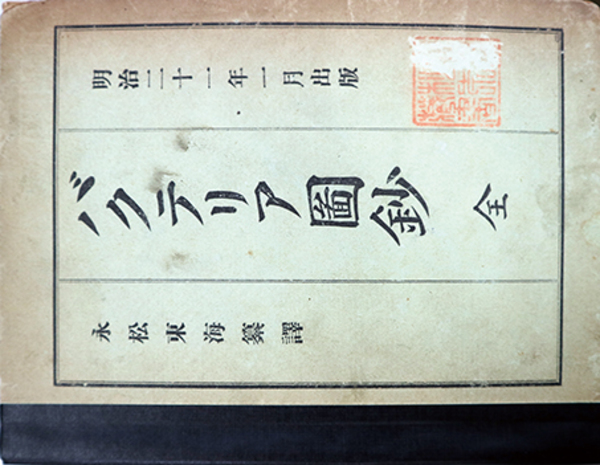 明治二十一年一月出版
バクテリア圖鈔 全
永松東海纂譯